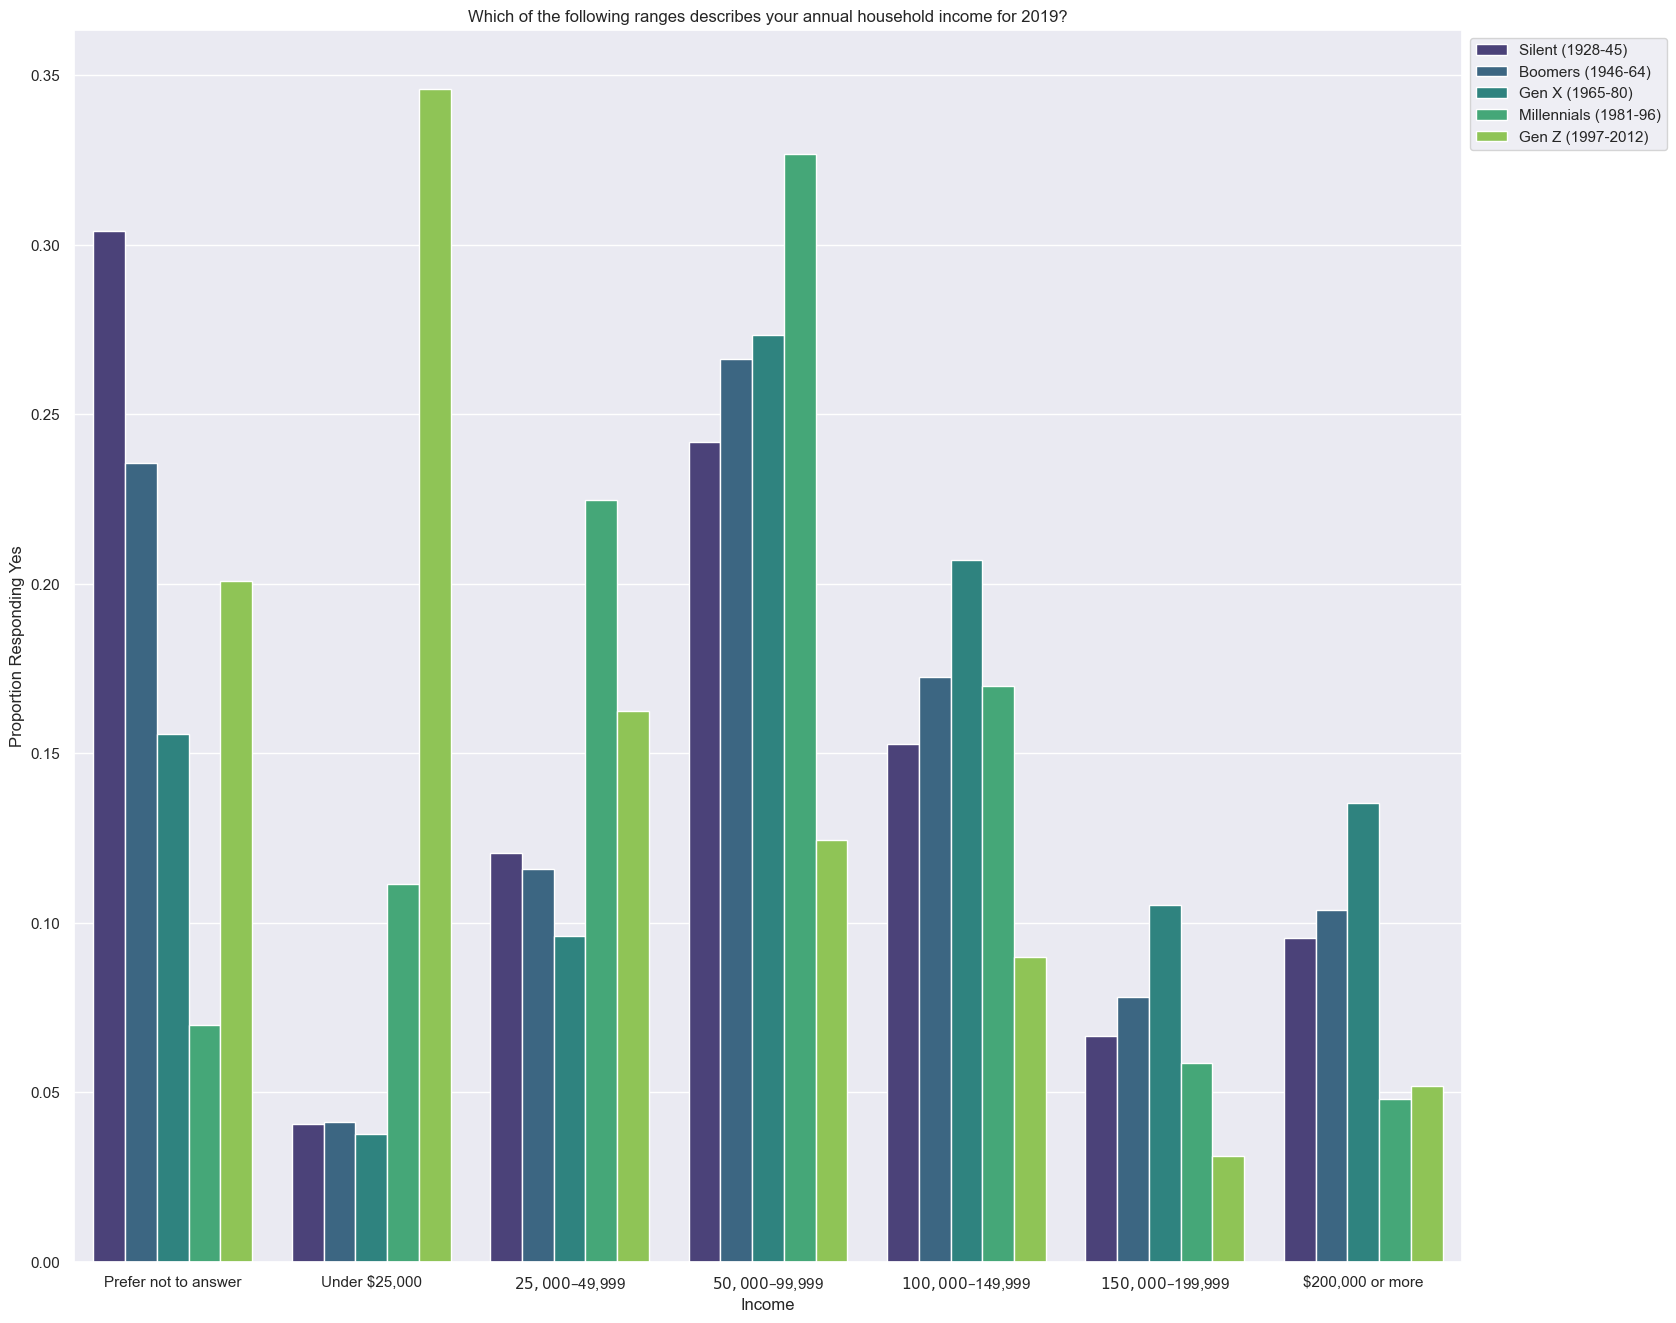 Which of the following ranges describes your annual household income for 2019?
Silent (1928-45)
Boomers (1946-64)
Gen X (1965-80)
Millennials (1981-96)
Gen Z (1997-2012)
Proportion Responding Yes
0.35
0.30
0.25
0.20
0.15
0.10
0.05
0.00
Prefer not to answer
Under $25,000
25,000–49,999
50,000–99,999
100,000–149,999
150,000–199,999
$200,000 or more
Income